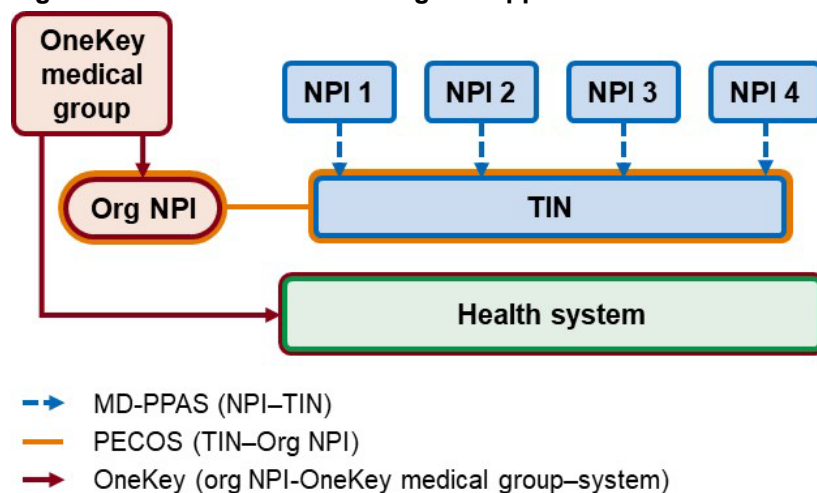 OneKey
medical
group
NPI 1
NPI 2
NPI 3
NPI 4
Org NPI
TIN
Health system
MD-PPAS (NPI–TIN)
PECOS (TIN–Org NPI)
OneKey (org NPI-OneKey medical group–system)